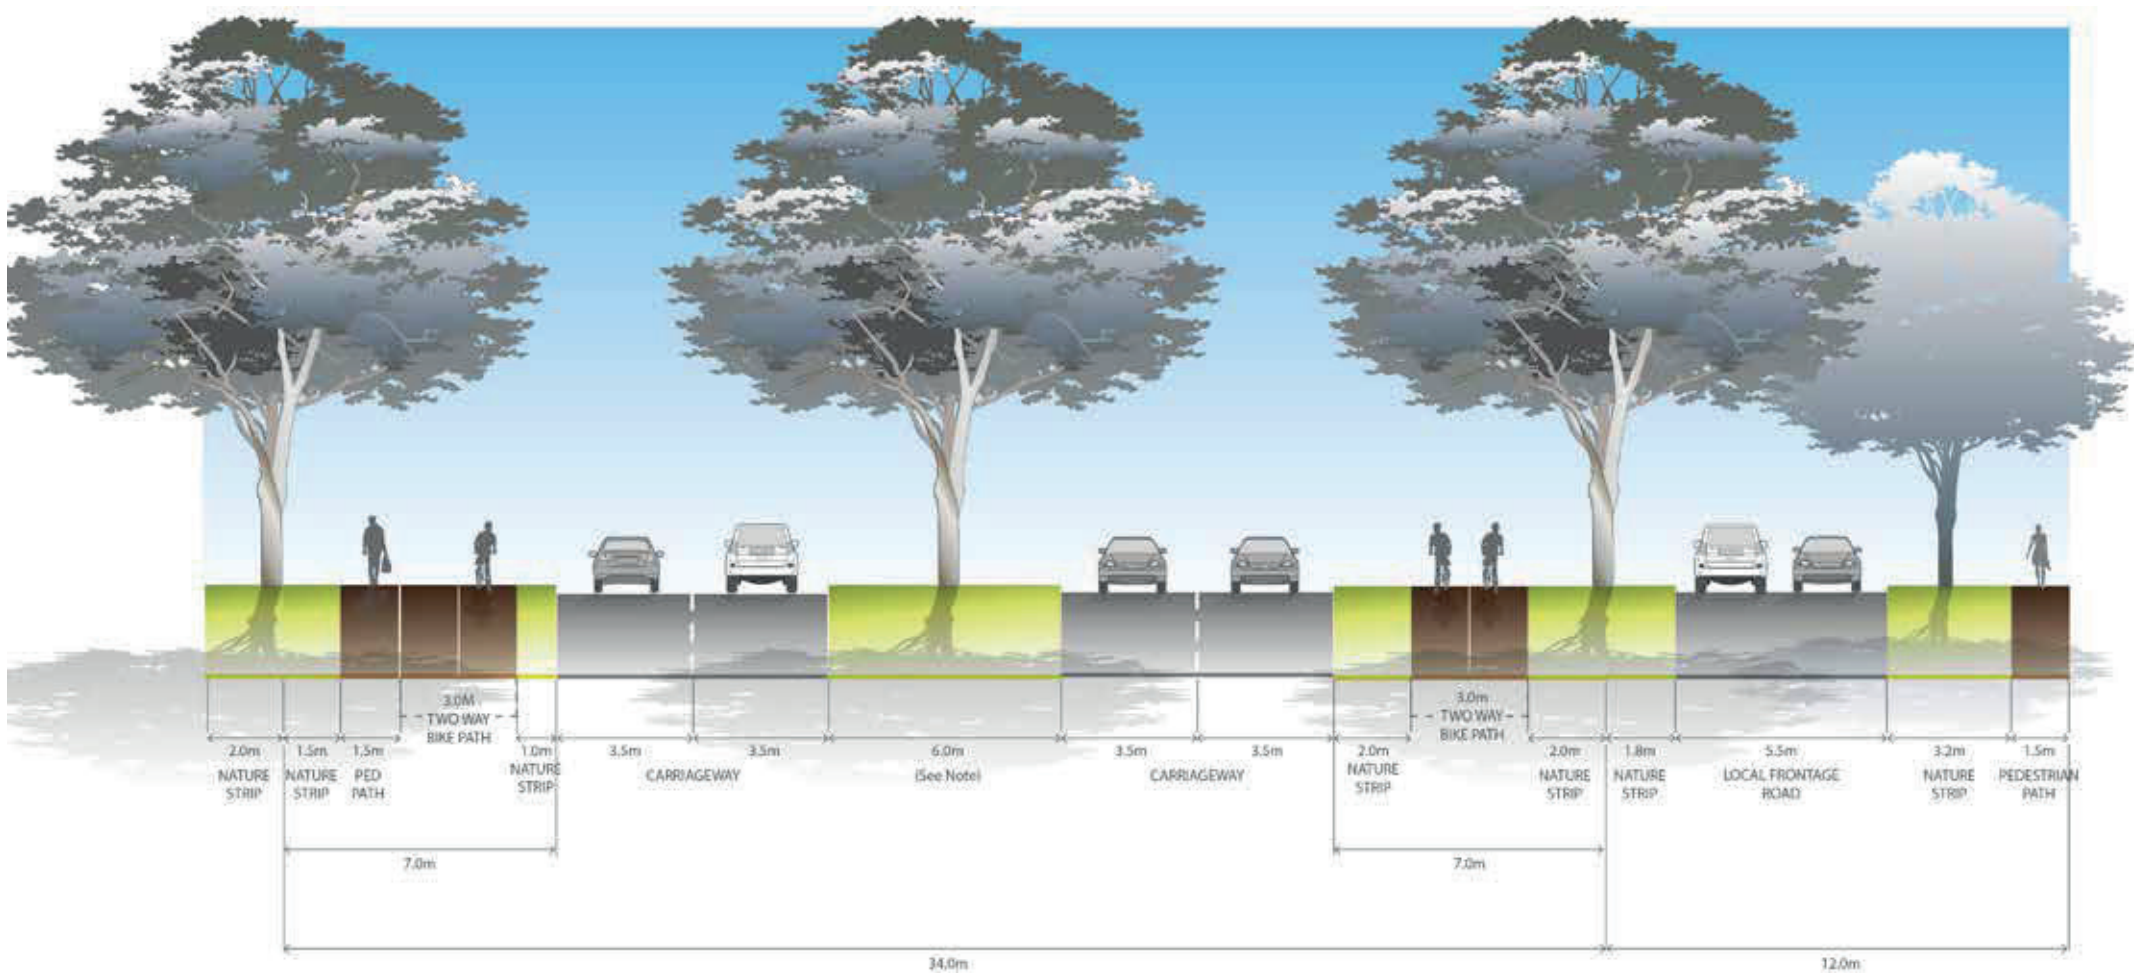 3.0M
TWO WAY
BIKE PATH
3.0m
TWO WAY
BIKE PATH
2.0m 1.5m 1.5m 1.0m 3.5m 3.5m 6.0m 3.5m 3.5m 2.0m 2.0m 1.8m 5.5m 3.2m 1.5m
NATURE
STRIP
NATURE
STRIP
PED
PATH
NATURE
STRIP
CARRIAGEWAY
(See Note)
CARRIAGEWAY
NATURE
STRIP
NATURE
STRIP
NATURE
STRIP
LOCAL FRONTAGE
ROAD
NATURE
STRIP
PEDESTRIAN
PATH
7.0m
7.0m
34.0m
12.0m